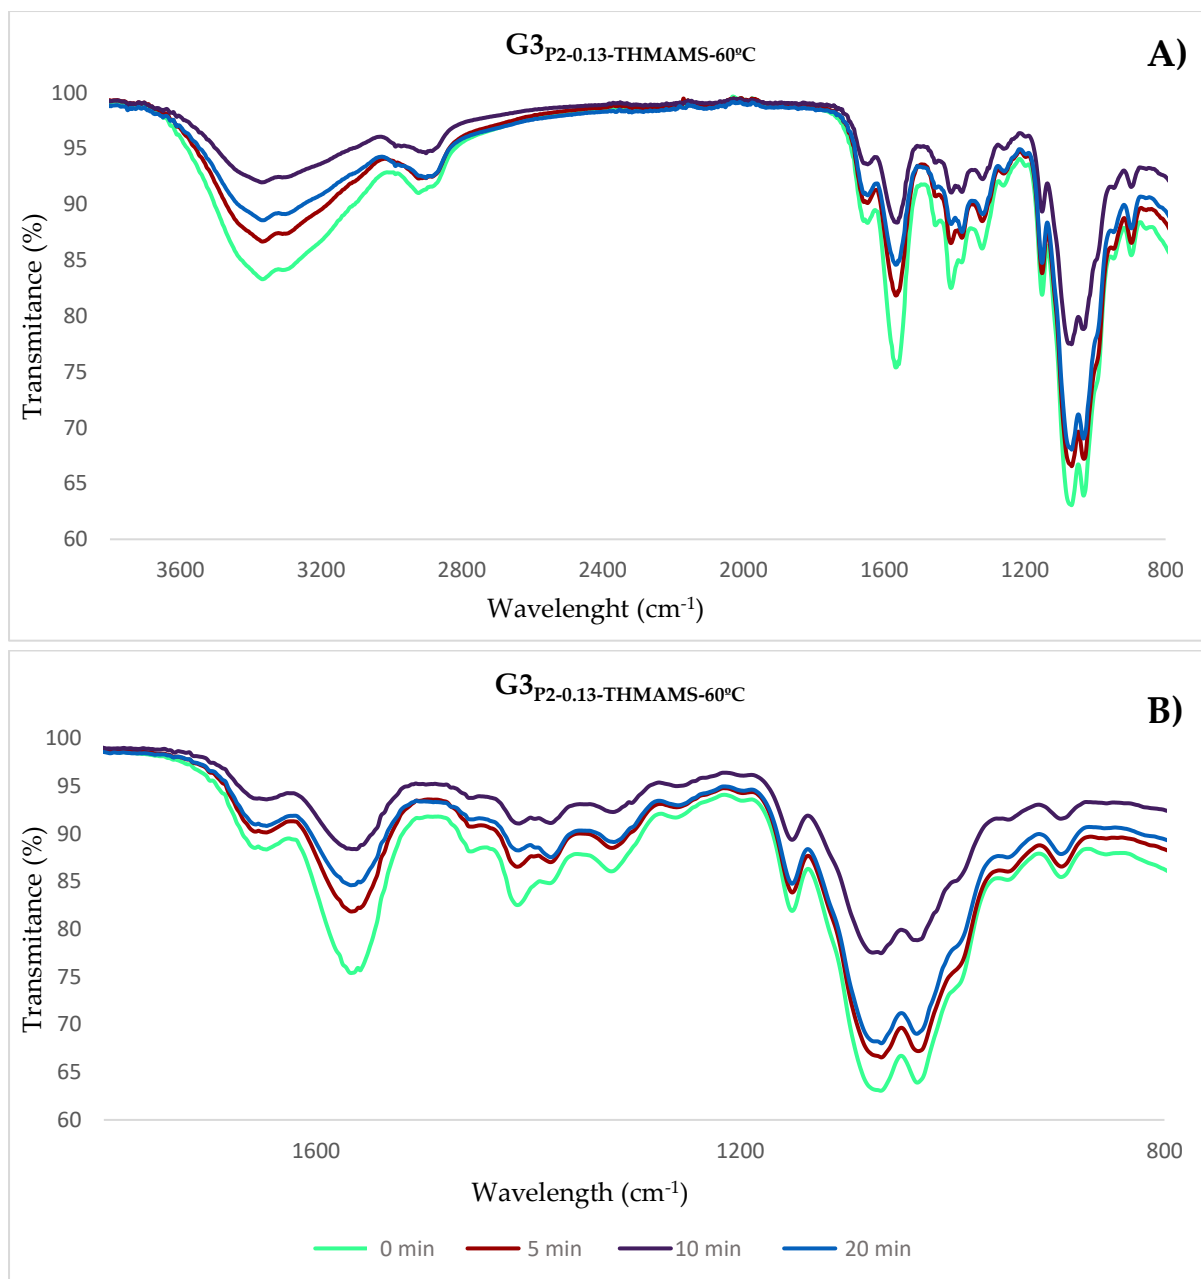 G3P2-0.13-THMAMS-60ºC
A)
100
95
90
85
80
75
70
65
60
Transmitance (%)
3600 3200 2800 2400 2000 1600 1200 800
Wavelenght (cm-1)
G3P2-0.13-THMAMS-60ºC
B)
100
95
90
85
80
75
70
65
60
Transmitance (%)
1600 1200 800
Wavelength (cm-1)
0 min 5 min 10 min 20 min